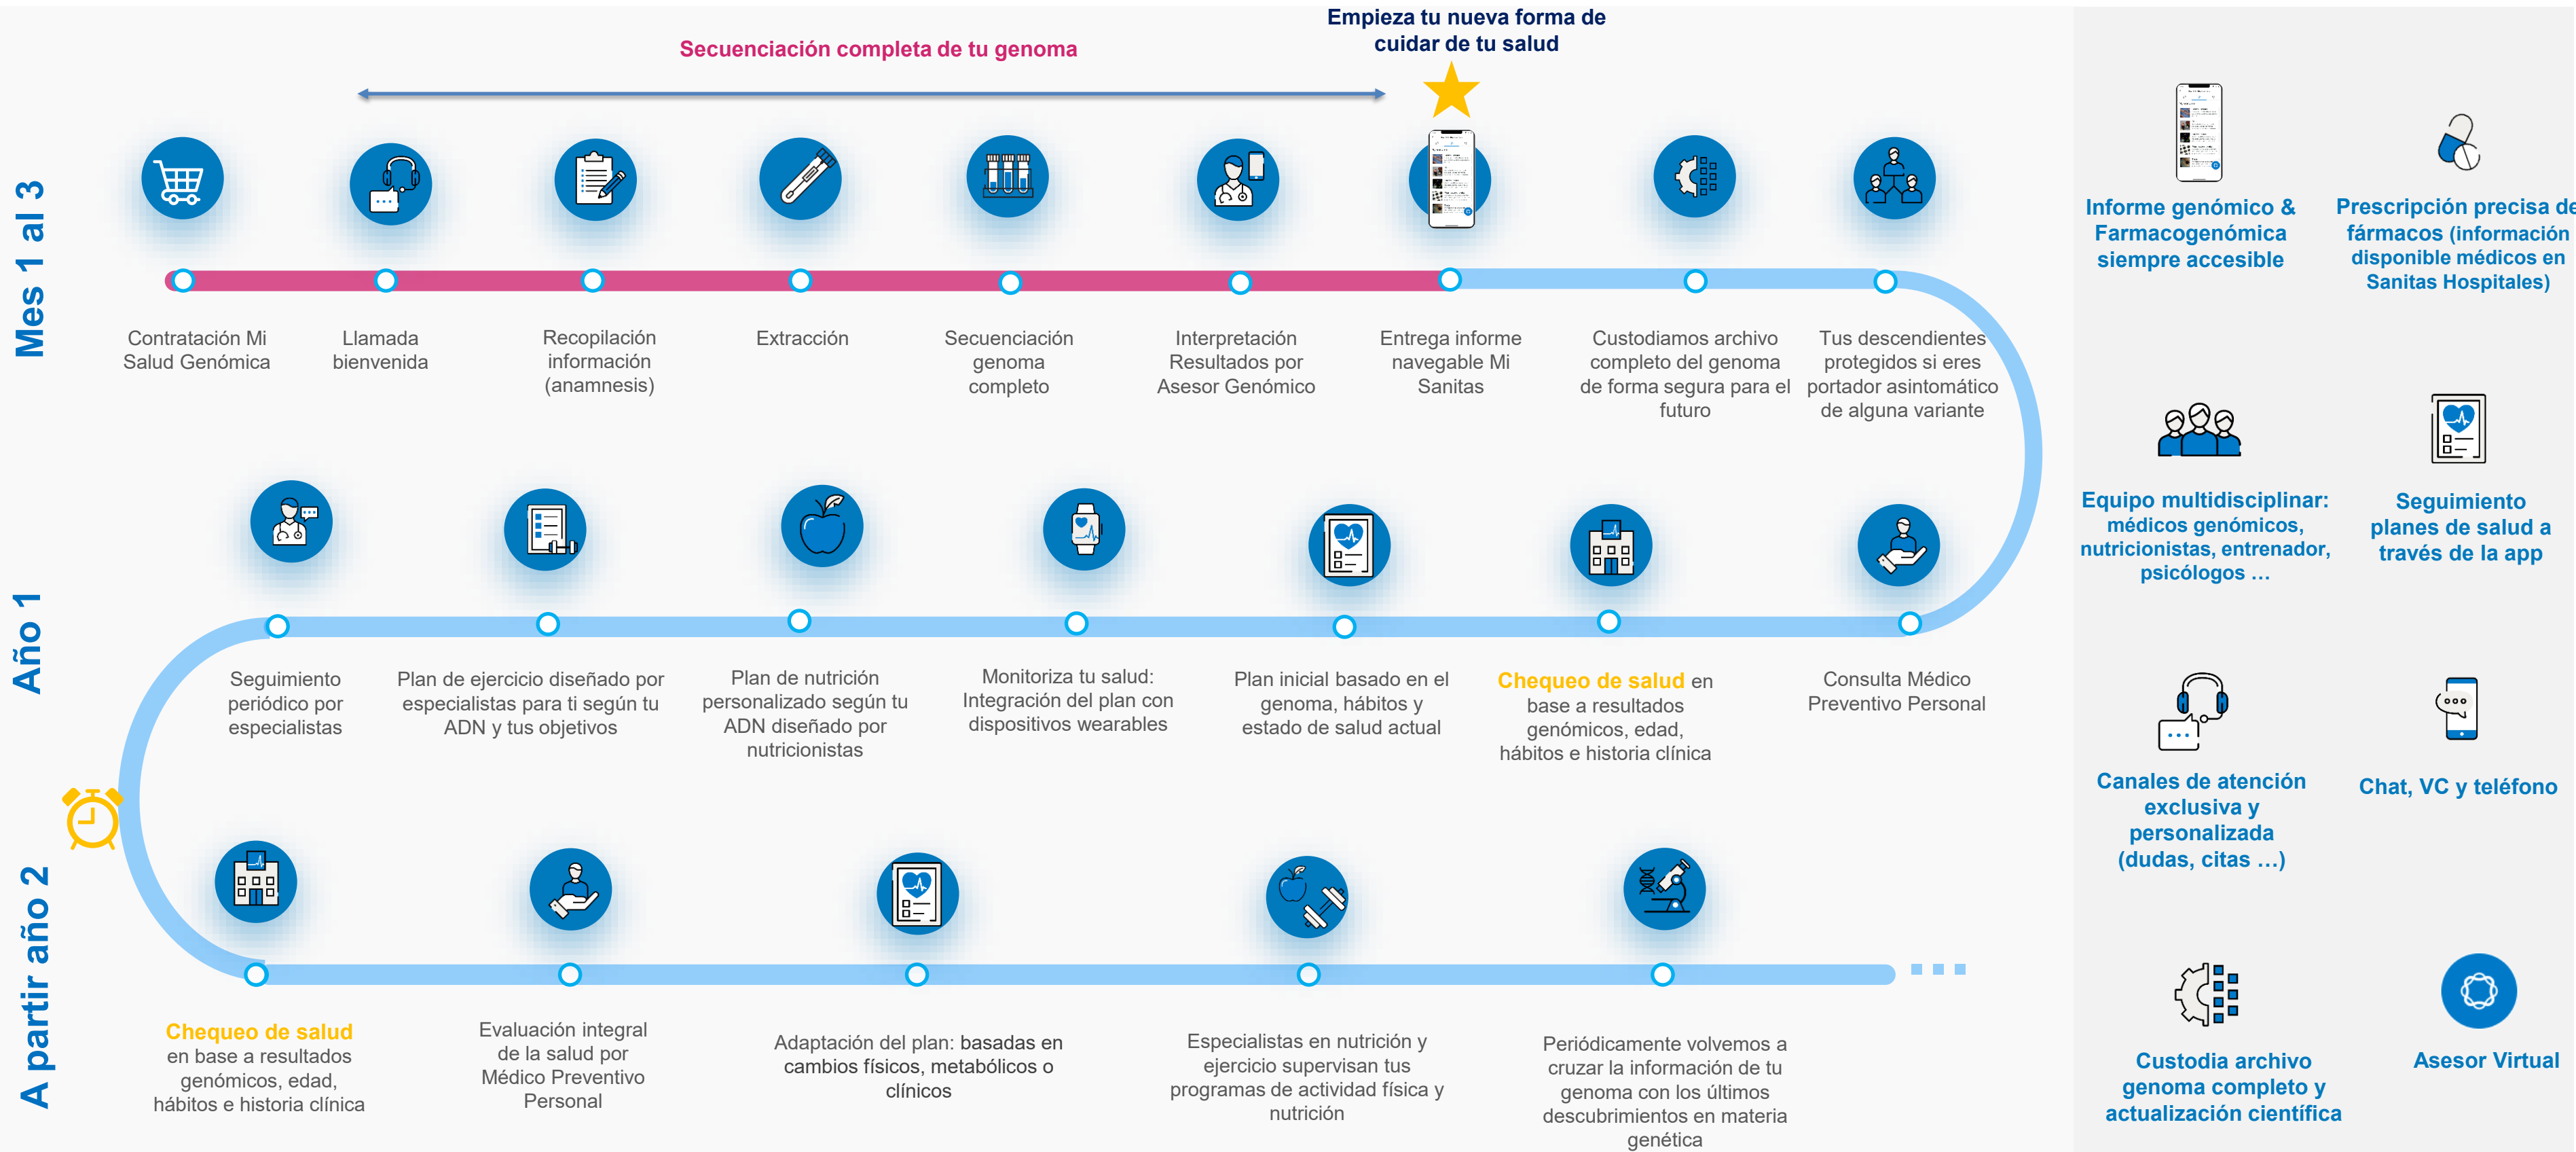 Empieza tu nueva forma de
cuidar de tu salud
Secuenciación completa de tu genoma
Mes 1 al 3
Contratación Mi
Salud Genómica
Llamada
bienvenida
Recopilación
información
(anamnesis)
Extracción
Secuenciación
genoma
completo
Interpretación
Resultados por
Asesor Genómico
Entrega informe
navegable Mi
Sanitas
Custodiamos archivo
completo del genoma
de forma segura para el
futuro
Tus descendientes
protegidos si eres
portador asintomático
de alguna variante
Año 1
Seguimiento
periódico por
especialistas
Plan de ejercicio diseñado por
especialistas para ti según tu
ADN y tus objetivos
Plan de nutrición
personalizado según tu
ADN diseñado por
nutricionistas
Monitoriza tu salud:
Integración del plan con
dispositivos wearables
Plan inicial basado en el
genoma, hábitos y
estado de salud actual
Chequeo de salud en
base a resultados
genómicos, edad,
hábitos e historia clínica
Consulta Médico
Preventivo Personal
A partir año 2
Chequeo de salud
en base a resultados
genómicos, edad,
hábitos e historia clínica
Evaluación integral
de la salud por
Médico Preventivo
Personal
Adaptación del plan: basadas en
cambios físicos, metabólicos o
clínicos
Especialistas en nutrición y
ejercicio supervisan tus
programas de actividad física y
nutrición
Periódicamente volvemos a
cruzar la información de tu
genoma con los últimos
descubrimientos en materia
genética
Informe genómico &
Farmacogenómica
siempre accesible
Prescripción precisa de
fármacos (información
disponible médicos en
Sanitas Hospitales)
Equipo multidisciplinar:
médicos genómicos,
nutricionistas, entrenador,
psicólogos …
Seguimiento
planes de salud a
través de la app
Canales de atención
exclusiva y
personalizada
(dudas, citas …)
Chat, VC y teléfono
Custodia archivo
genoma completo y
actualización científica
Asesor Virtual